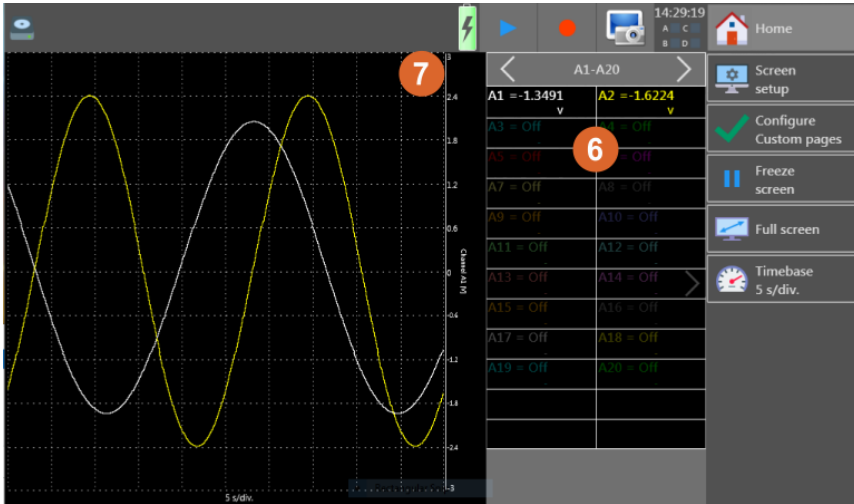 14:29:19
A C
B D
Home
7
3
2.4
1.8
1.2
0.6
0
-0.6
-1.2
-1.8
-2.4
-3
Channel A1 [V]
5 s/div.
A1-A20
A1 =-1.3491
V
A2 =-1.6224
V
A3 = Off
A4 = Off
6
A5 = Off
= Off
A7 = Off
A8 = Off
A9 = Off
A10 = Off
A11 = Off
A12 = Off
A13 = Off
A14 = Off
A15 = Off
A16 = Off
A17 = Off
A18 = Off
A19 = Off
A20 = Off
Screen
setup
Configure
Custom pages
Freeze
screen
Full screen
Timebase
5 s/div.